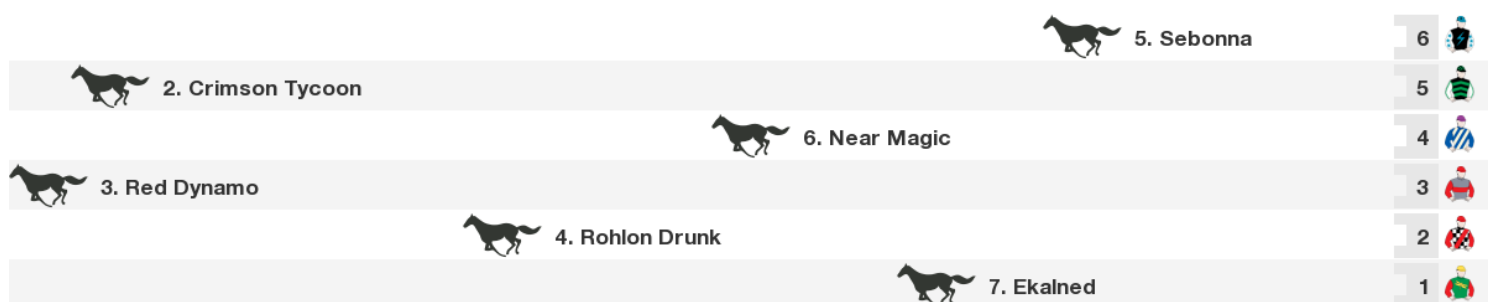 5. Sebonna 6
2. Crimson Tycoon 5
6. Near Magic 4
3. Red Dynamo 3
4. Rohlon Drunk 2
7. Ekalned 1